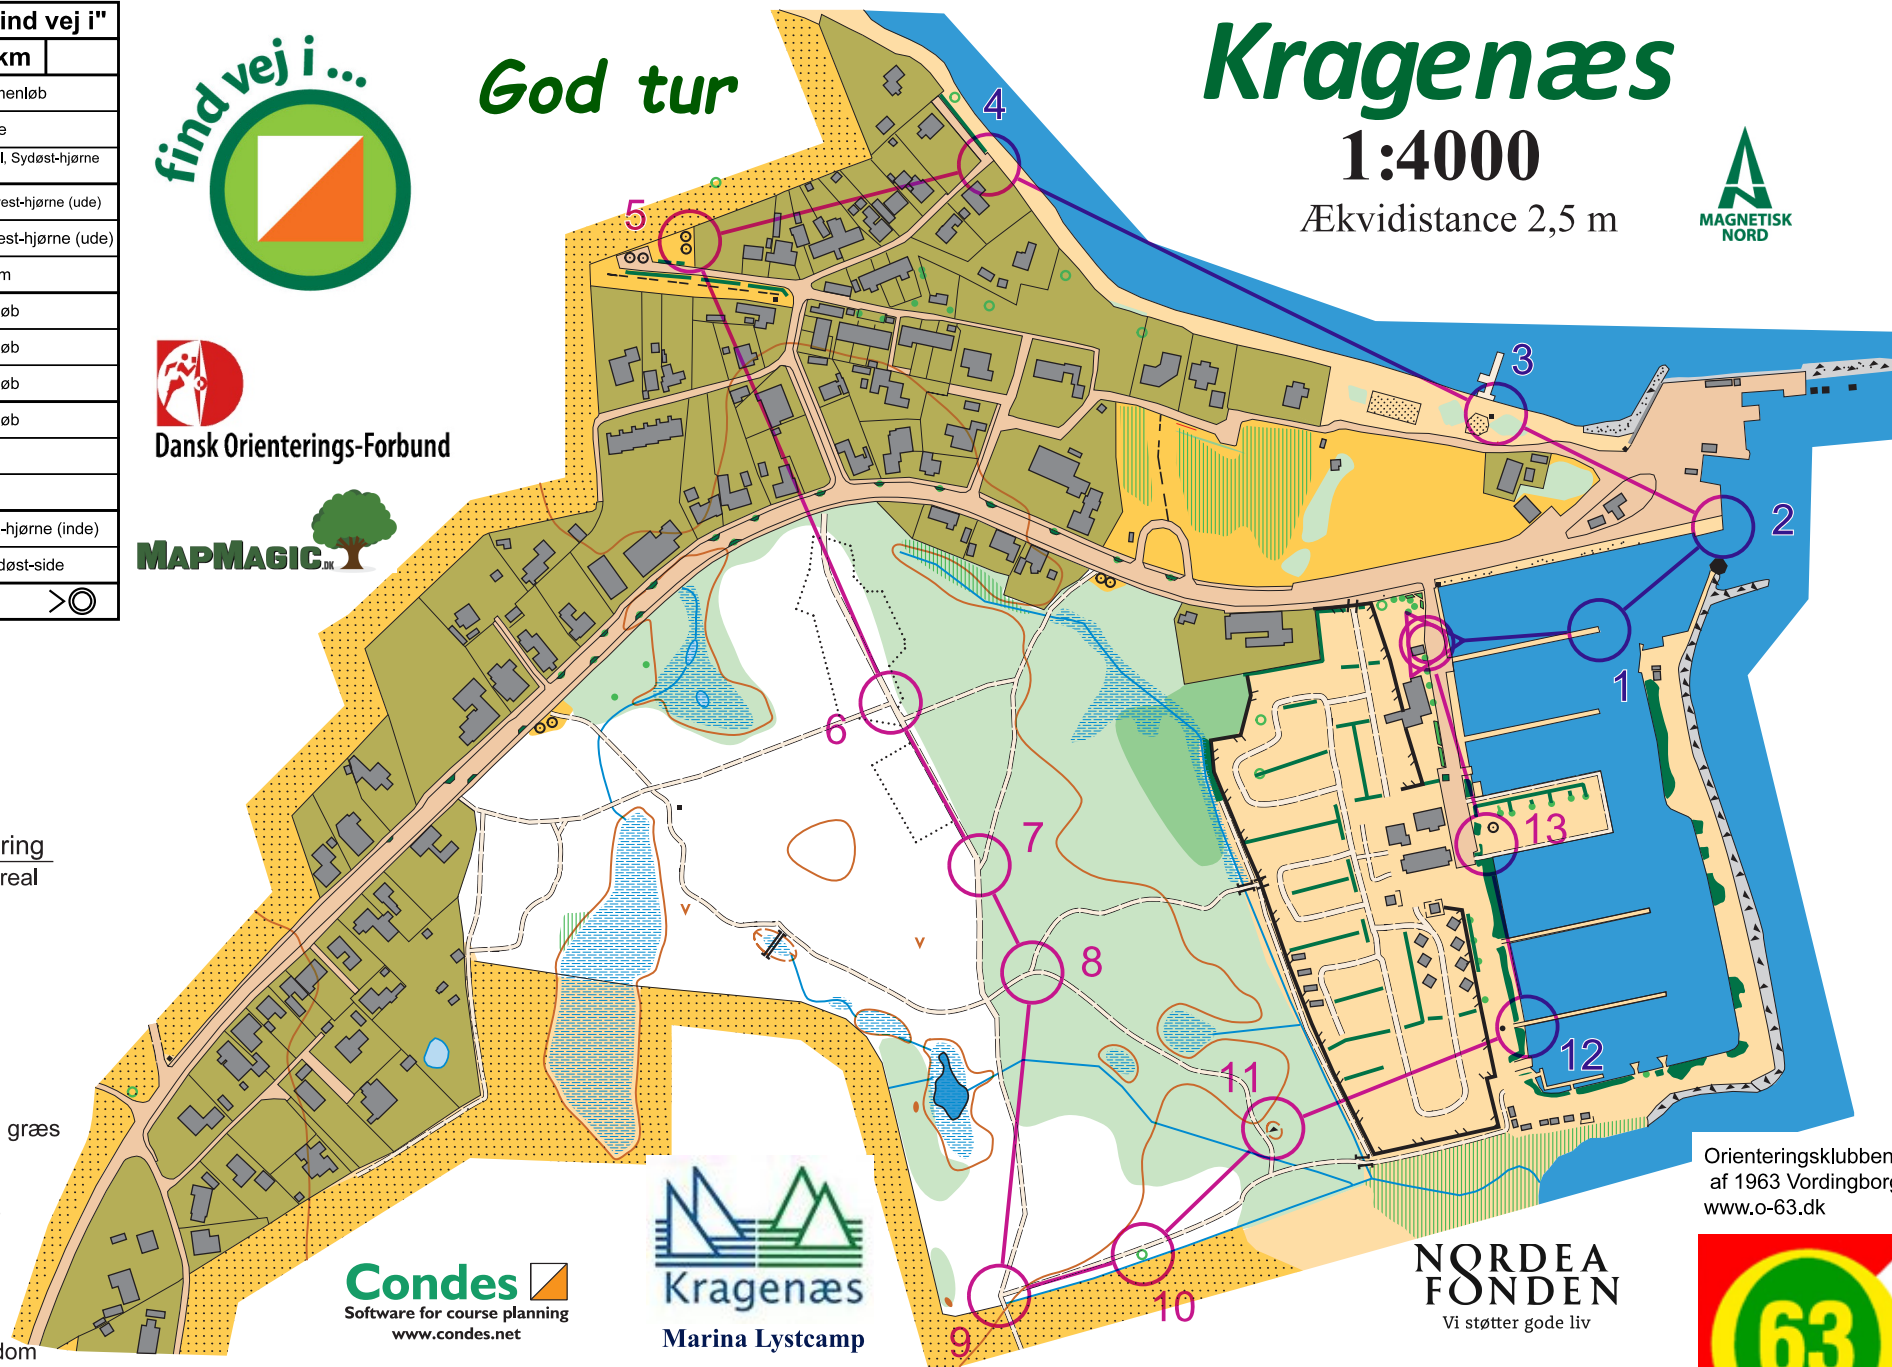 ind vej i"
km
nenløb
e
l, Sydøst-hjørne
est-hjørne (ude)
est-hjørne (ude)
m
øb
øb
øb
øb
-hjørne (inde)
døst-side
find vej i ...
God tur
Kragenæs
1:4000
Ækvidistance 2,5 m
MAGNETISK
NORD
Dansk Orienterings-Forbund
MAPMAGIC.DK
4
5
3
2
1
6
7
13
8
12
11
10
9
ring
real
græs
dom
Condes
Software for course planning
www.condes.net
Kragenæs
Marina Lystcamp
NORDEA
FONDEN
Vi støtter gode liv
Orienteringsklubben
af 1963 Vordingborg
www.o-63.dk
63